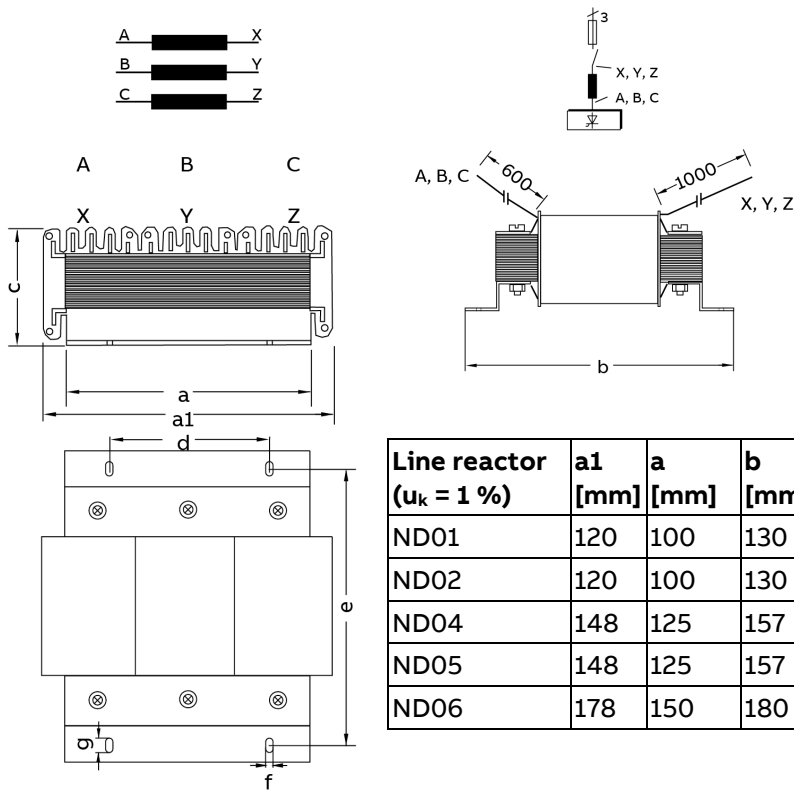 A X
B Y
C Z
3
X, Y, Z
A, B, C
A B C
X Y Z
c
a
a1
A, B, C
600
1000
X, Y, Z
b
d
e
g
f
Line reactor (uₖ = 1 %) a1 [mm] a [mm] b
ND01 120 100 130
ND02 120 100 130
ND04 148 125 157
ND05 148 125 157
ND06 178 150 180